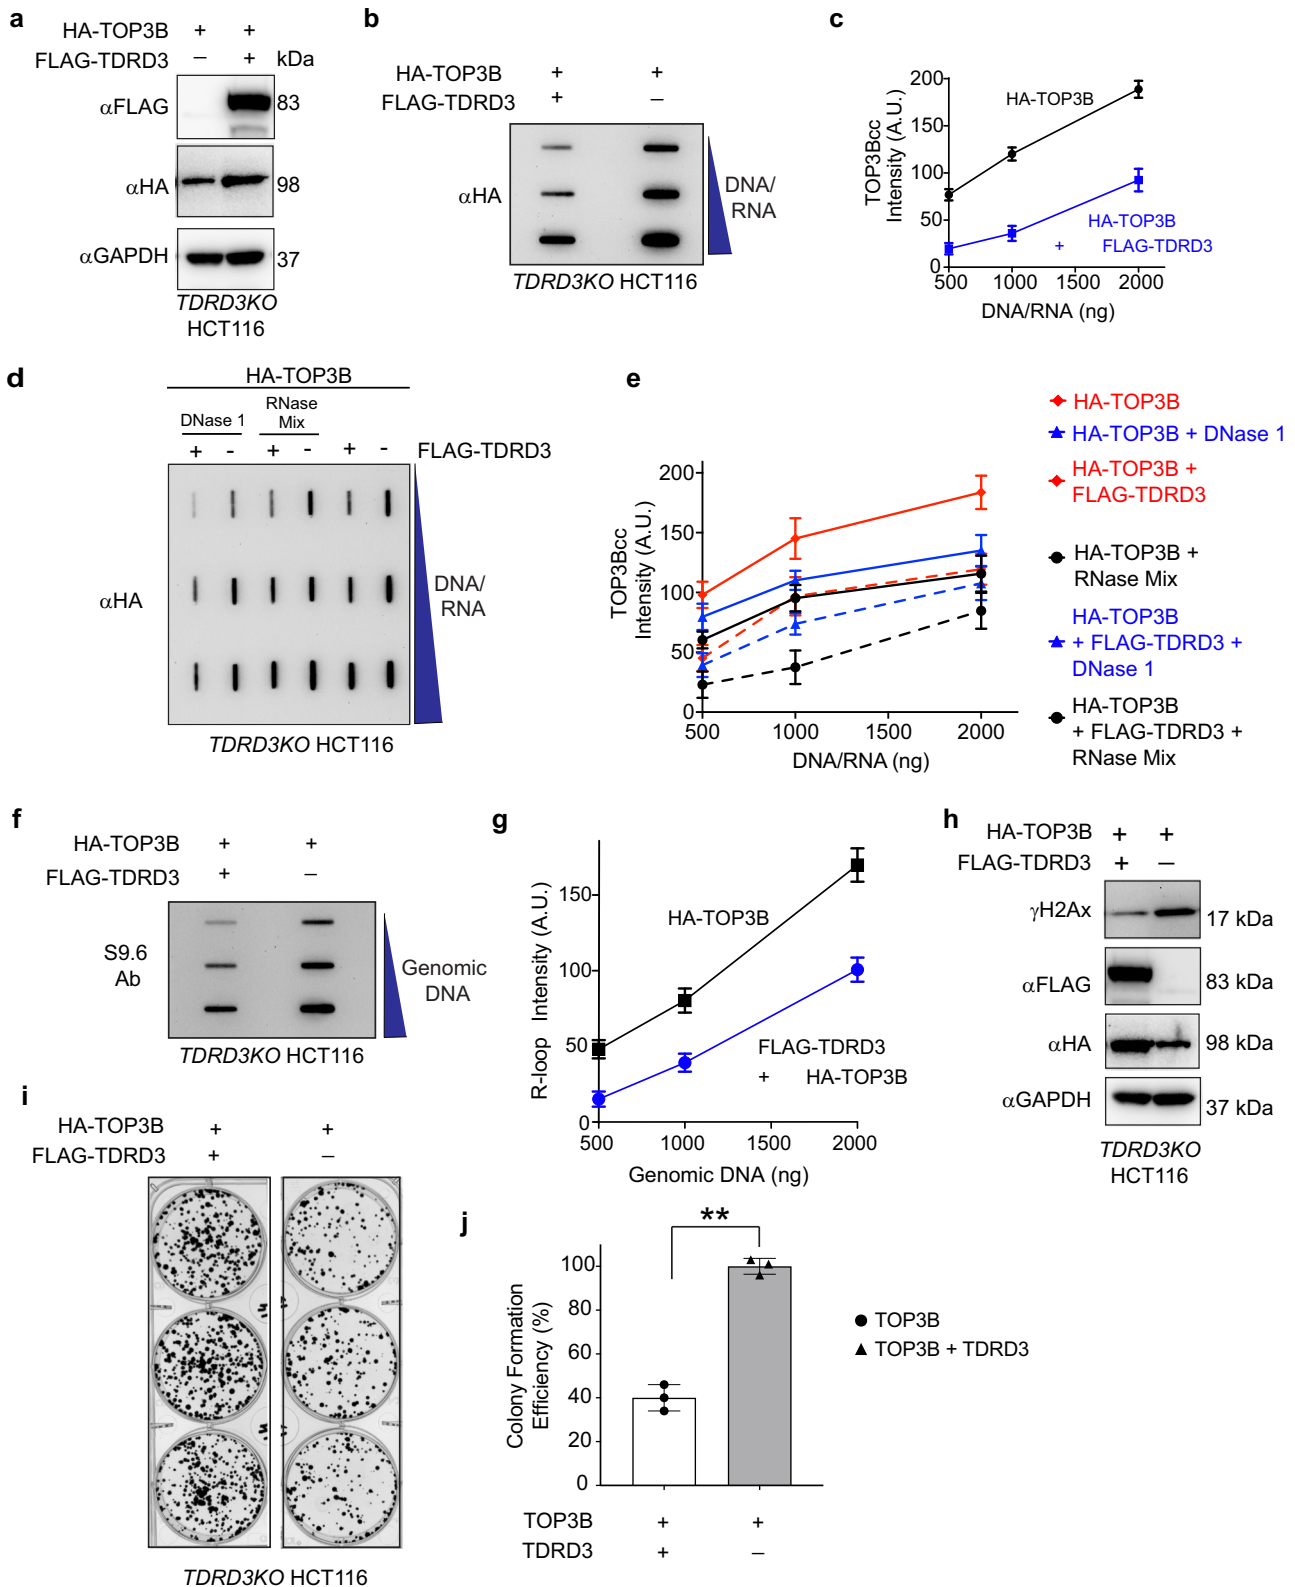 a
HA-TOP3B + +
FLAG-TDRD3 – + kDa
αFLAG 83
αHA 98
αGAPDH 37
TDRD3KO
HCT116
b
HA-TOP3B + +
FLAG-TDRD3 + –
αHA
DNA/
RNA
TDRD3KO HCT116
c
TOP3Bcc
Intensity (A.U.)
200
150
100
50
0
HA-TOP3B
HA-TOP3B
+ FLAG-TDRD3
500 1000 1500 2000
DNA/RNA (ng)
d
HA-TOP3B
DNase 1
RNase
Mix
+ - + - + - FLAG-TDRD3
αHA
DNA/
RNA
TDRD3KO HCT116
e
TOP3Bcc
Intensity (A.U.)
200
150
100
50
0
500 1000 1500 2000
DNA/RNA (ng)
HA-TOP3B
HA-TOP3B + DNase 1
HA-TOP3B +
FLAG-TDRD3
HA-TOP3B +
RNase Mix
HA-TOP3B
+ FLAG-TDRD3 +
DNase 1
HA-TOP3B
+ FLAG-TDRD3 +
RNase Mix
f
HA-TOP3B + +
FLAG-TDRD3 + –
S9.6
Ab
Genomic
DNA
TDRD3KO HCT116
g
R-loop Intensity (A.U.)
150
100
50
0
HA-TOP3B
FLAG-TDRD3
+ HA-TOP3B
500 1000 1500 2000
Genomic DNA (ng)
h
HA-TOP3B + +
FLAG-TDRD3 + –
γH2Ax 17 kDa
αFLAG 83 kDa
αHA 98 kDa
αGAPDH 37 kDa
TDRD3KO
HCT116
i
HA-TOP3B + +
FLAG-TDRD3 + –
TDRD3KO HCT116
j
Colony Formation
Efficiency (%)
100
80
60
40
20
0
**
TOP3B
TOP3B + TDRD3
TOP3B + +
TDRD3 + –